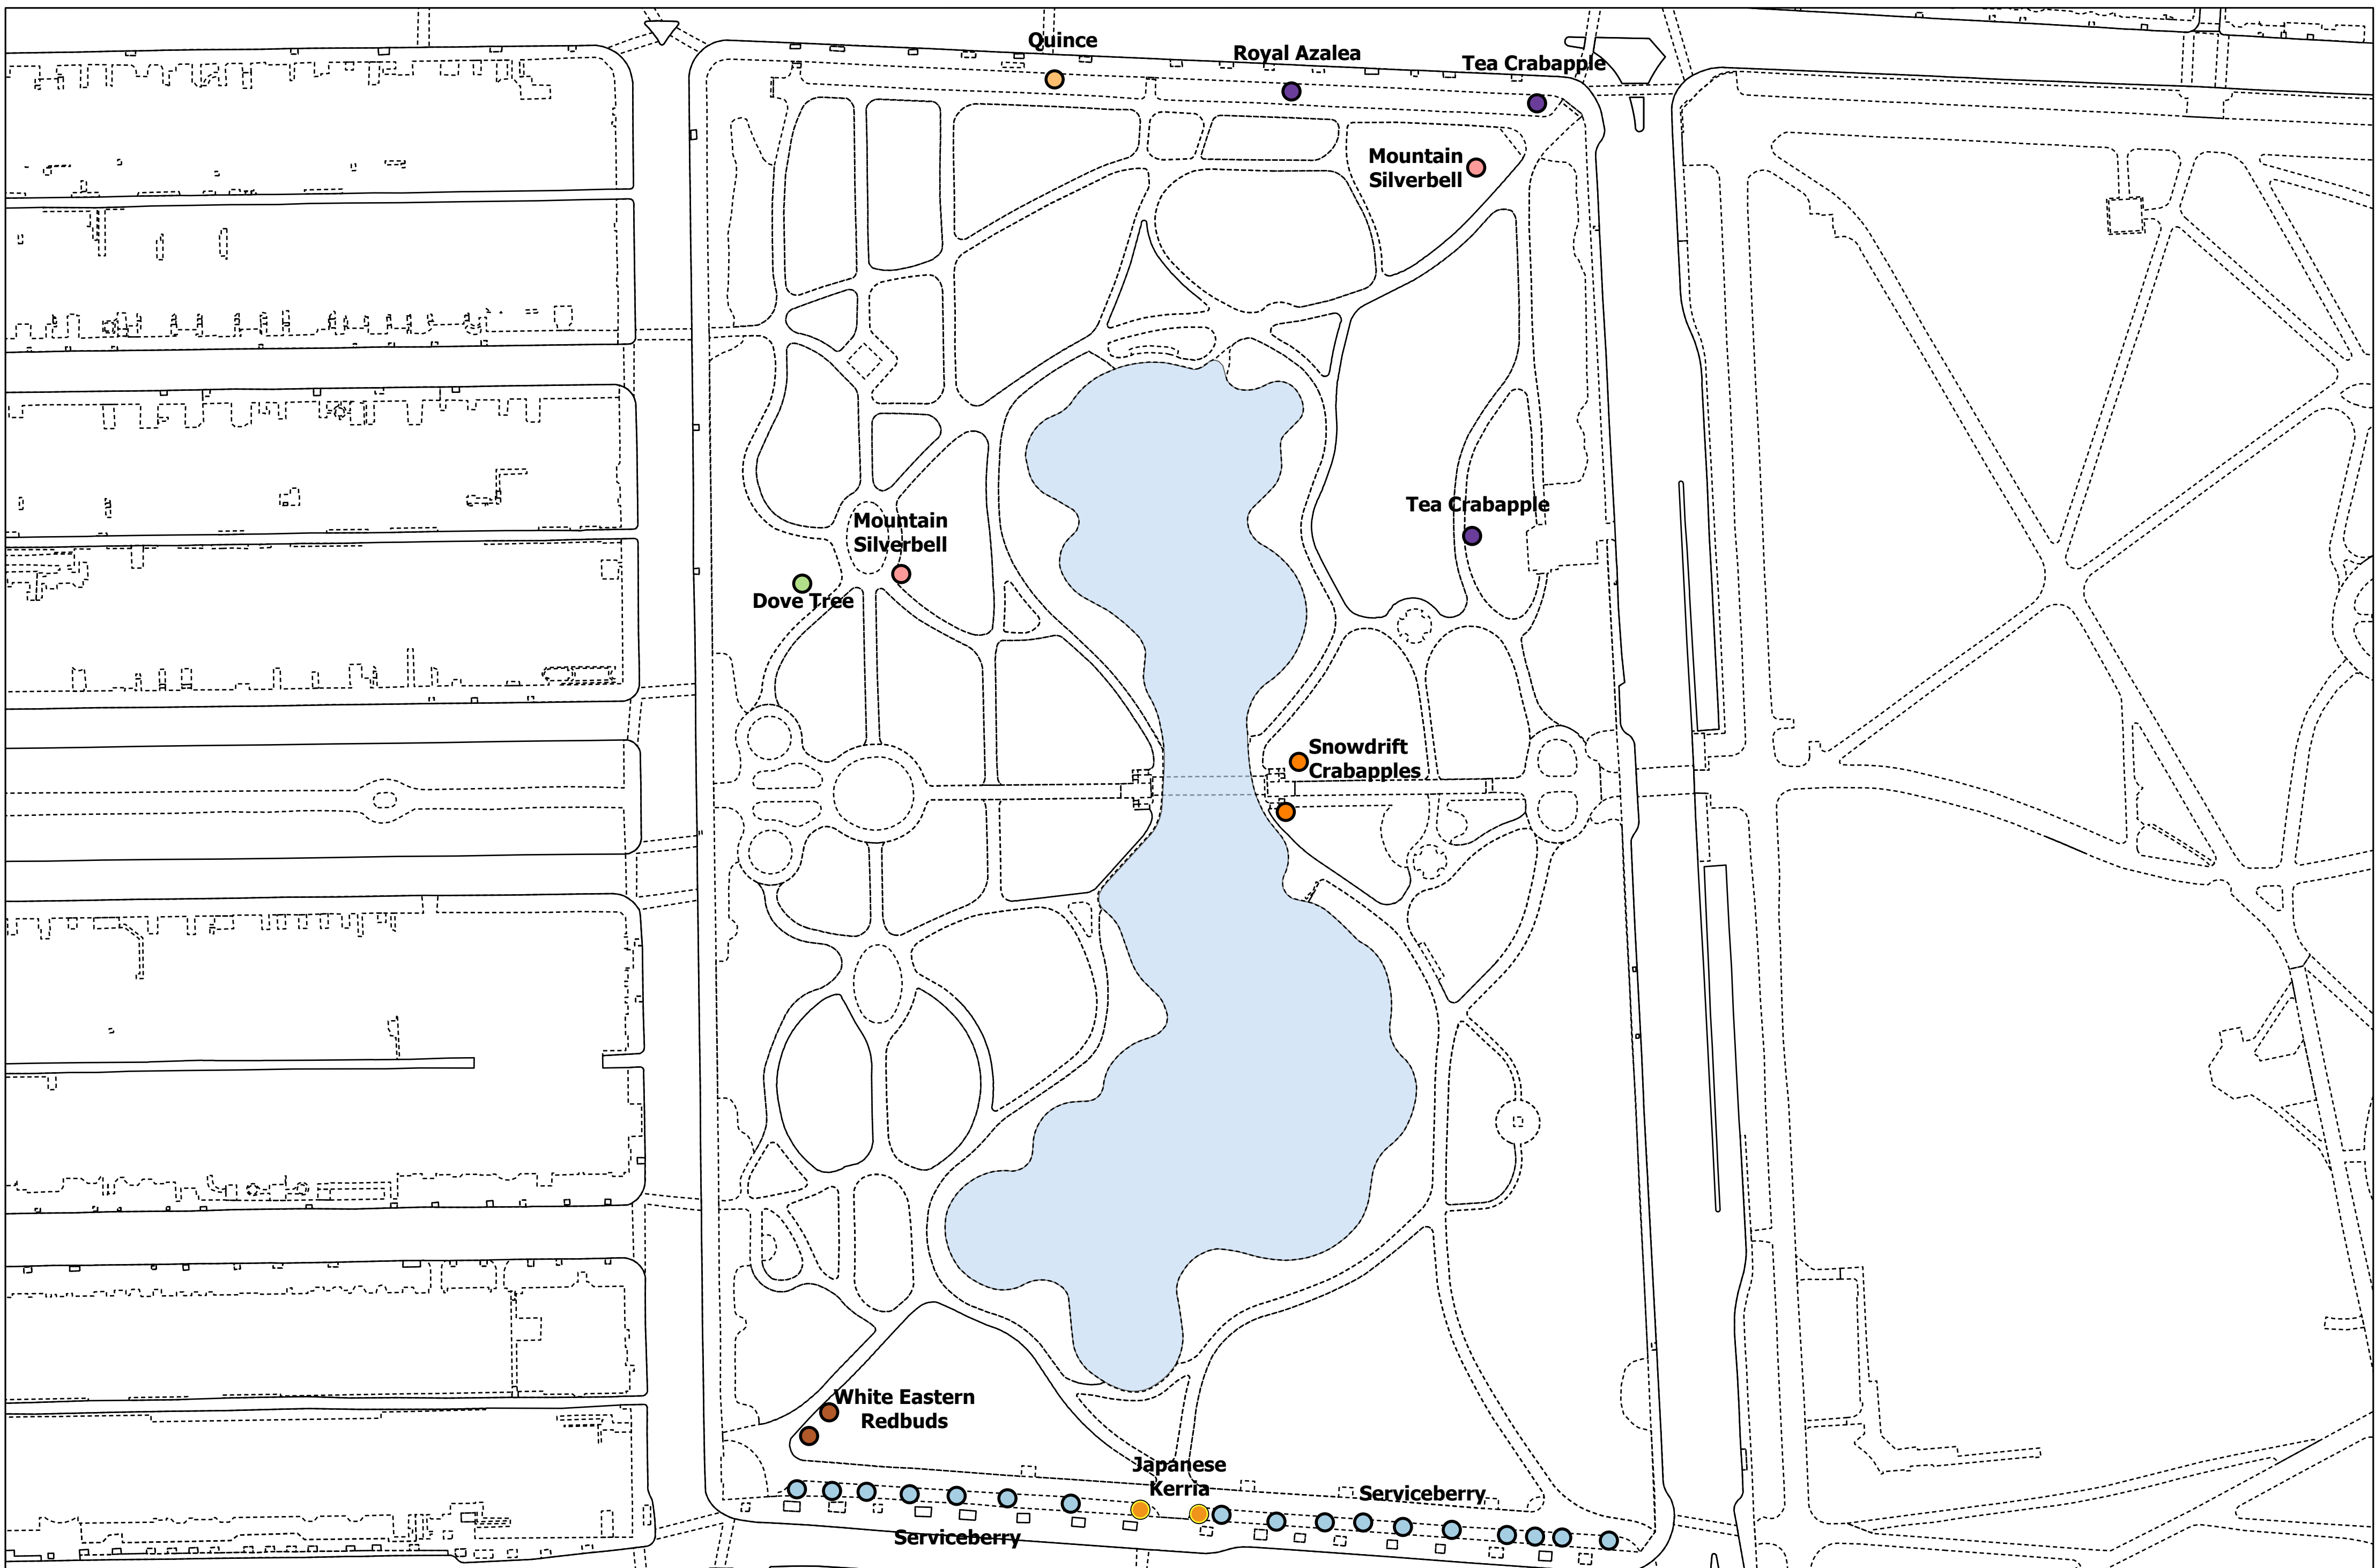 Quince
Royal Azalea
Tea Crabapple
Mountain
Silverbell
Tea Crabapple
Mountain
Silverbell
Dove Tree
Snowdrift
Crabapples
White Eastern
Redbuds
Japanese
Kerria
Serviceberry
Serviceberry